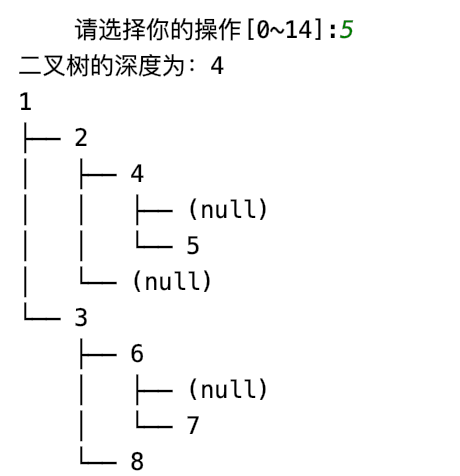 请选择你的操作[0~14]:5
二叉树的深度为: 4
1
├── 2
│   ├── 4
│   │   ├── (null)
│   │   └── 5
│   └── (null)
└── 3
    ├── 6
    │   ├── (null)
    │   └── 7
    └── 8